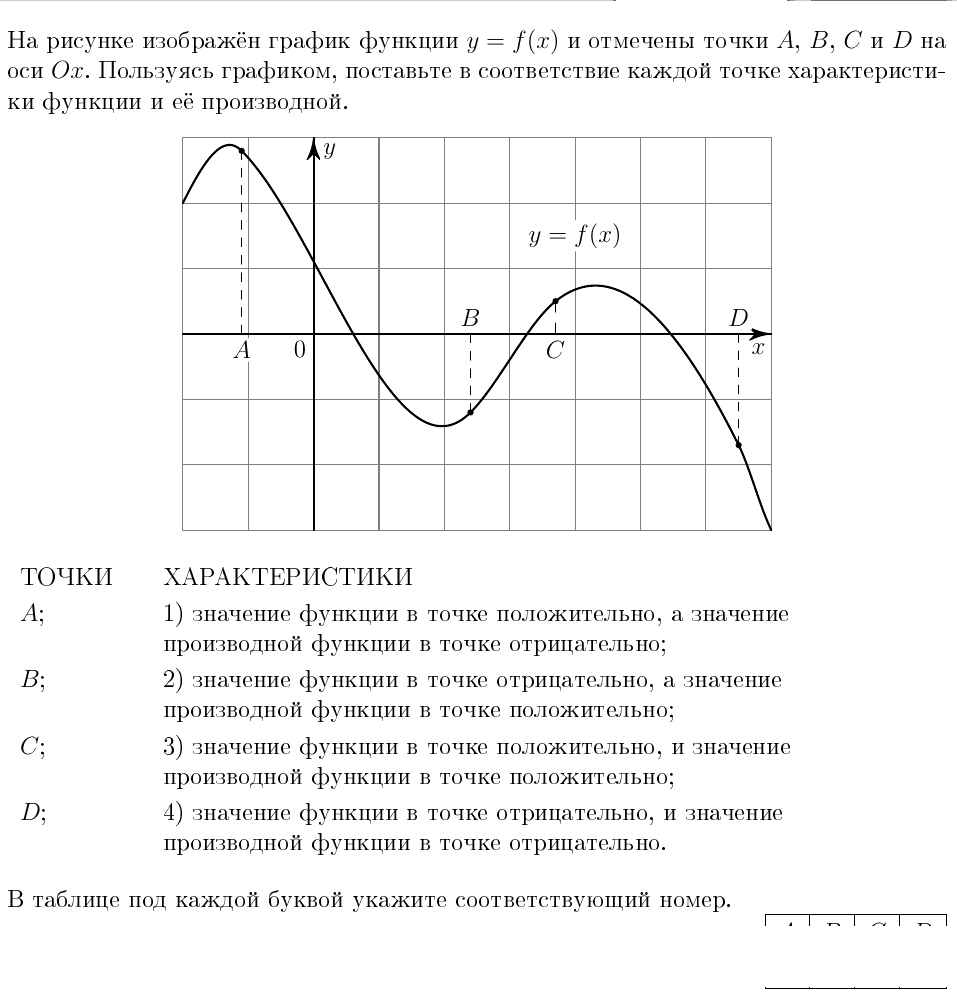 На рисунке изображён график функции y = f(x) и отмечены точки A, B, C и D на
оси Ox. Пользуясь графиком, поставьте в соответствие каждой точке характеристи-
ки функции и её производной.
y
y = f(x)
B
D
A
0
C
x
ТОЧКИ ХАРАКТЕРИСТИКИ
A; 1) значение функции в точке положительно, а значение
производной функции в точке отрицательно;
B; 2) значение функции в точке отрицательно, а значение
производной функции в точке положительно;
C; 3) значение функции в точке положительно, и значение
производной функции в точке положительно;
D; 4) значение функции в точке отрицательно, и значение
производной функции в точке отрицательно.
В таблице под каждой буквой укажите соответствующий номер.